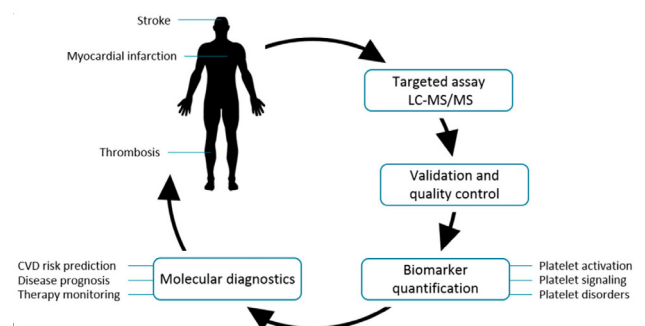 Stroke
Myocardial infarction
Thrombosis
Targeted assay
LC-MS/MS
Validation and
quality control
Biomarker
quantification
Platelet activation
Platelet signaling
Platelet disorders
Molecular diagnostics
CVD risk prediction
Disease prognosis
Therapy monitoring